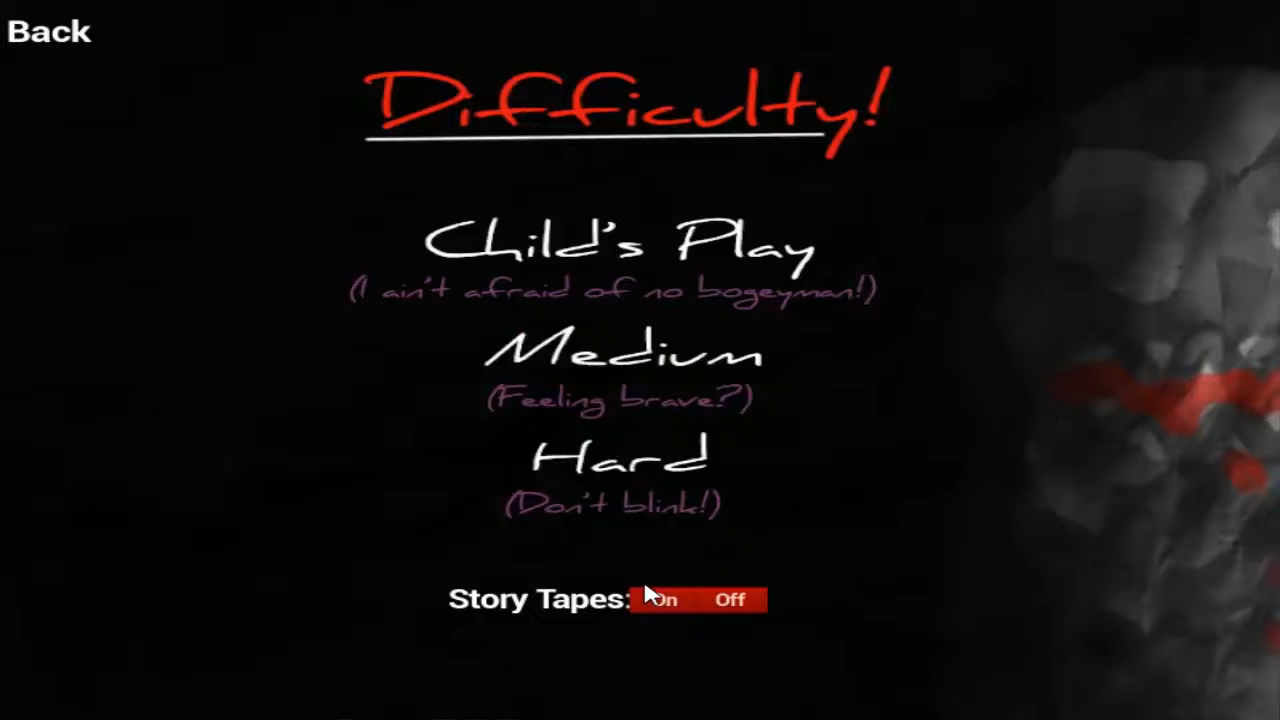 Back
Difficulty!
Child's Play
(I ain't afraid of no bogeyman!)
Medium
(Feeling brave?)
Hard
(Don't blink!)
Story Tapes: On Off